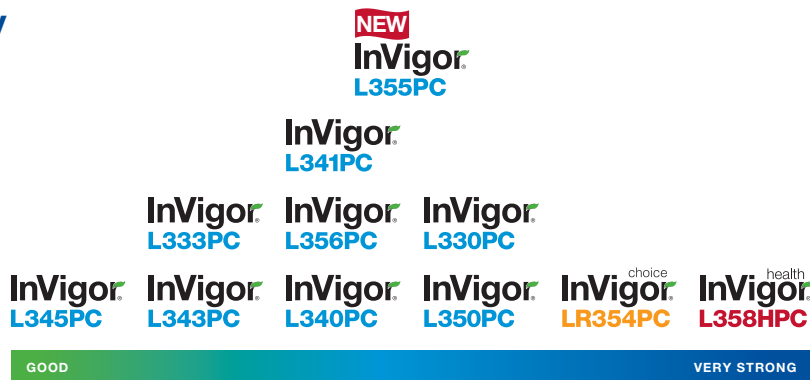 y
NEW
InVigor®
L355PC
InVigor®
L341PC
InVigor® InVigor® InVigor®
L333PC L356PC L330PC
choice health
InVigor® InVigor® InVigor® InVigor® InVigor® InVigor®
L345PC L343PC L340PC L350PC LR354PC L358HPC
GOOD VERY STRONG